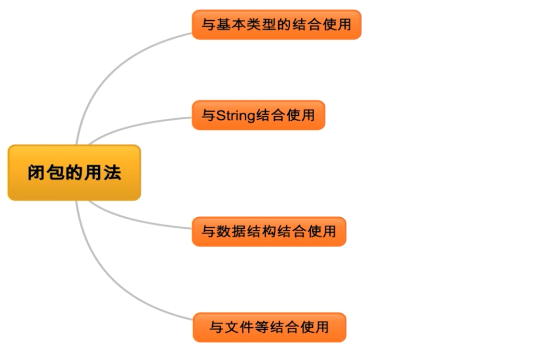 与基本类型的结合使用
与String结合使用
闭包的用法
与数据结构结合使用
与文件等结合使用